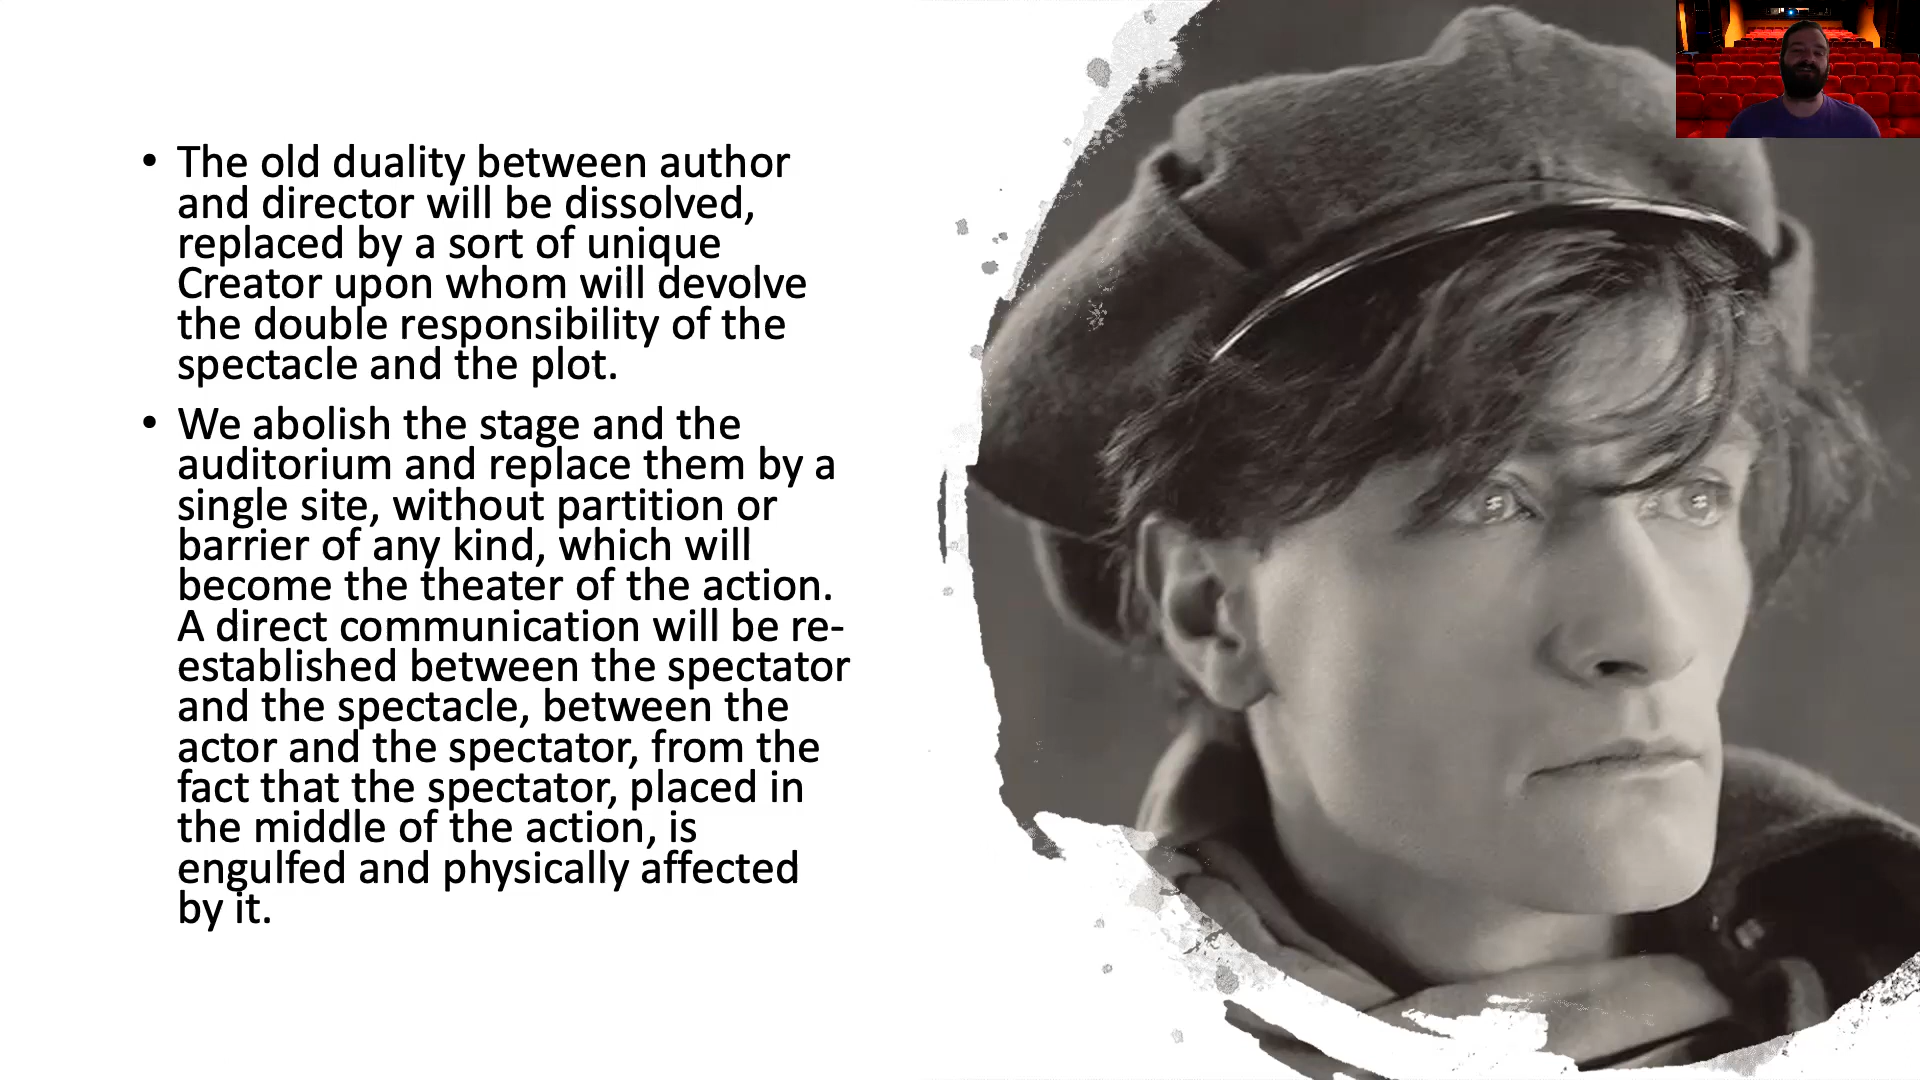 • The old duality between author
and director will be dissolved,
replaced by a sort of unique
Creator upon whom will devolve
the double responsibility of the
spectacle and the plot.
• We abolish the stage and the
auditorium and replace them by a
single site, without partition or
barrier of any kind, which will
become the theater of the action.
A direct communication will be re-
established between the spectator
and the spectacle, between the
actor and the spectator, from the
fact that the spectator, placed in
the middle of the action, is
engulfed and physically affected
by it.